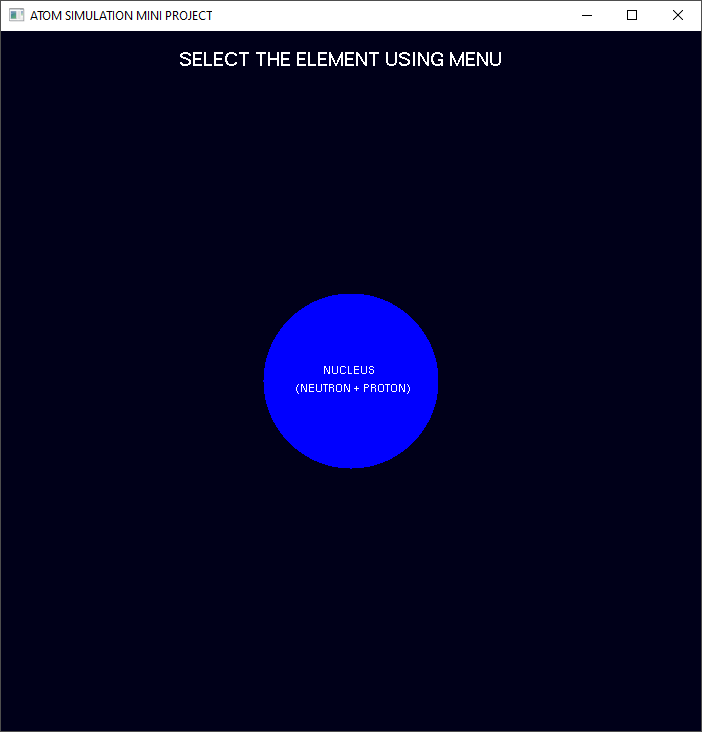 ATOM SIMULATION MINI PROJECT
SELECT THE ELEMENT USING MENU
NUCLEUS
(NEUTRON + PROTON)